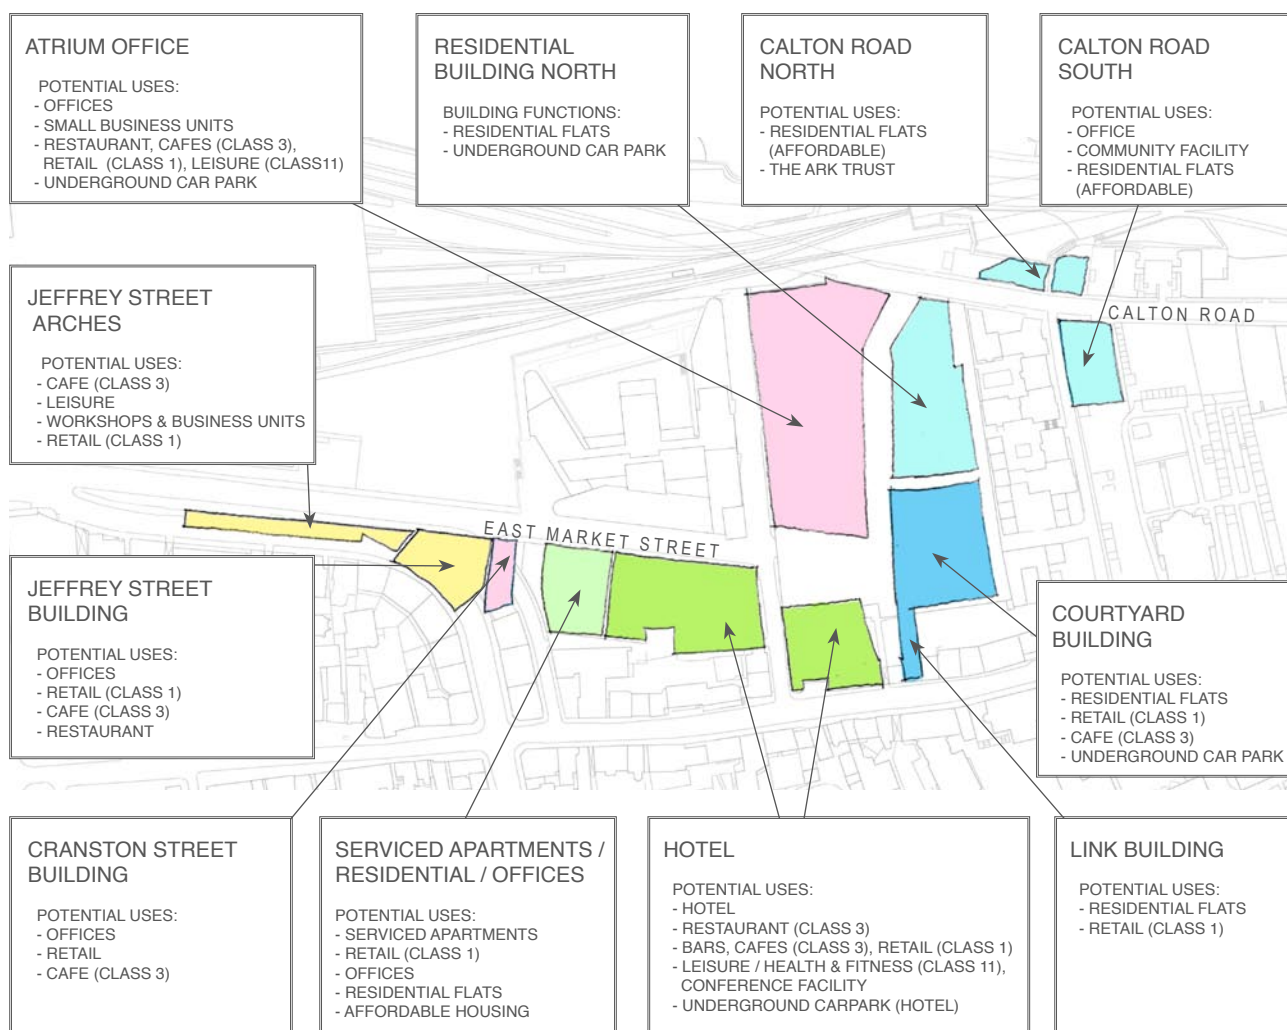 ATRIUM OFFICE
POTENTIAL USES:
- OFFICES
- SMALL BUSINESS UNITS
- RESTAURANT, CAFES (CLASS 3),
RETAIL (CLASS 1), LEISURE (CLASS11)
- UNDERGROUND CAR PARK
RESIDENTIAL
BUILDING NORTH
BUILDING FUNCTIONS:
- RESIDENTIAL FLATS
- UNDERGROUND CAR PARK
CALTON ROAD
NORTH
POTENTIAL USES:
- RESIDENTIAL FLATS
(AFFORDABLE)
- THE ARK TRUST
CALTON ROAD
SOUTH
POTENTIAL USES:
- OFFICE
- COMMUNITY FACILITY
- RESIDENTIAL FLATS
(AFFORDABLE)
JEFFREY STREET
ARCHES
POTENTIAL USES:
- CAFE (CLASS 3)
- LEISURE
- WORKSHOPS & BUSINESS UNITS
- RETAIL (CLASS 1)
CALTON ROAD
EAST MARKET STREET
JEFFREY STREET
BUILDING
POTENTIAL USES:
- OFFICES
- RETAIL (CLASS 1)
- CAFE (CLASS 3)
- RESTAURANT
COURTYARD
BUILDING
POTENTIAL USES:
- RESIDENTIAL FLATS
- RETAIL (CLASS 1)
- CAFE (CLASS 3)
- UNDERGROUND CAR PARK
CRANSTON STREET
BUILDING
POTENTIAL USES:
- OFFICES
- RETAIL
- CAFE (CLASS 3)
SERVICED APARTMENTS /
RESIDENTIAL / OFFICES
POTENTIAL USES:
- SERVICED APARTMENTS
- RETAIL (CLASS 1)
- OFFICES
- RESIDENTIAL FLATS
- AFFORDABLE HOUSING
HOTEL
POTENTIAL USES:
- HOTEL
- RESTAURANT (CLASS 3)
- BARS, CAFES (CLASS 3), RETAIL (CLASS 1)
- LEISURE / HEALTH & FITNESS (CLASS 11),
CONFERENCE FACILITY
- UNDERGROUND CARPARK (HOTEL)
LINK BUILDING
POTENTIAL USES:
- RESIDENTIAL FLATS
- RETAIL (CLASS 1)